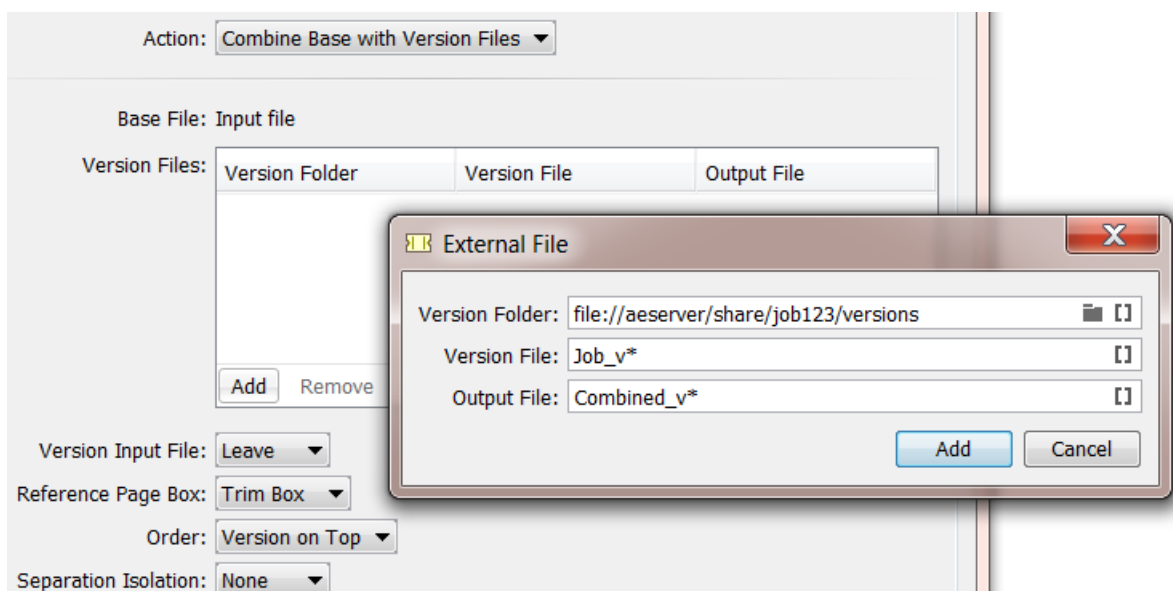 Action: Combine Base with Version Files
Base File: Input file
Version Files:
Version Folder Version File Output File
Add Remove
External File
Version Folder: file://aeserver/share/job123/versions
Version File: Job_v*
Output File: Combined_v*
Add Cancel
Version Input File: Leave
Reference Page Box: Trim Box
Order: Version on Top
Separation Isolation: None